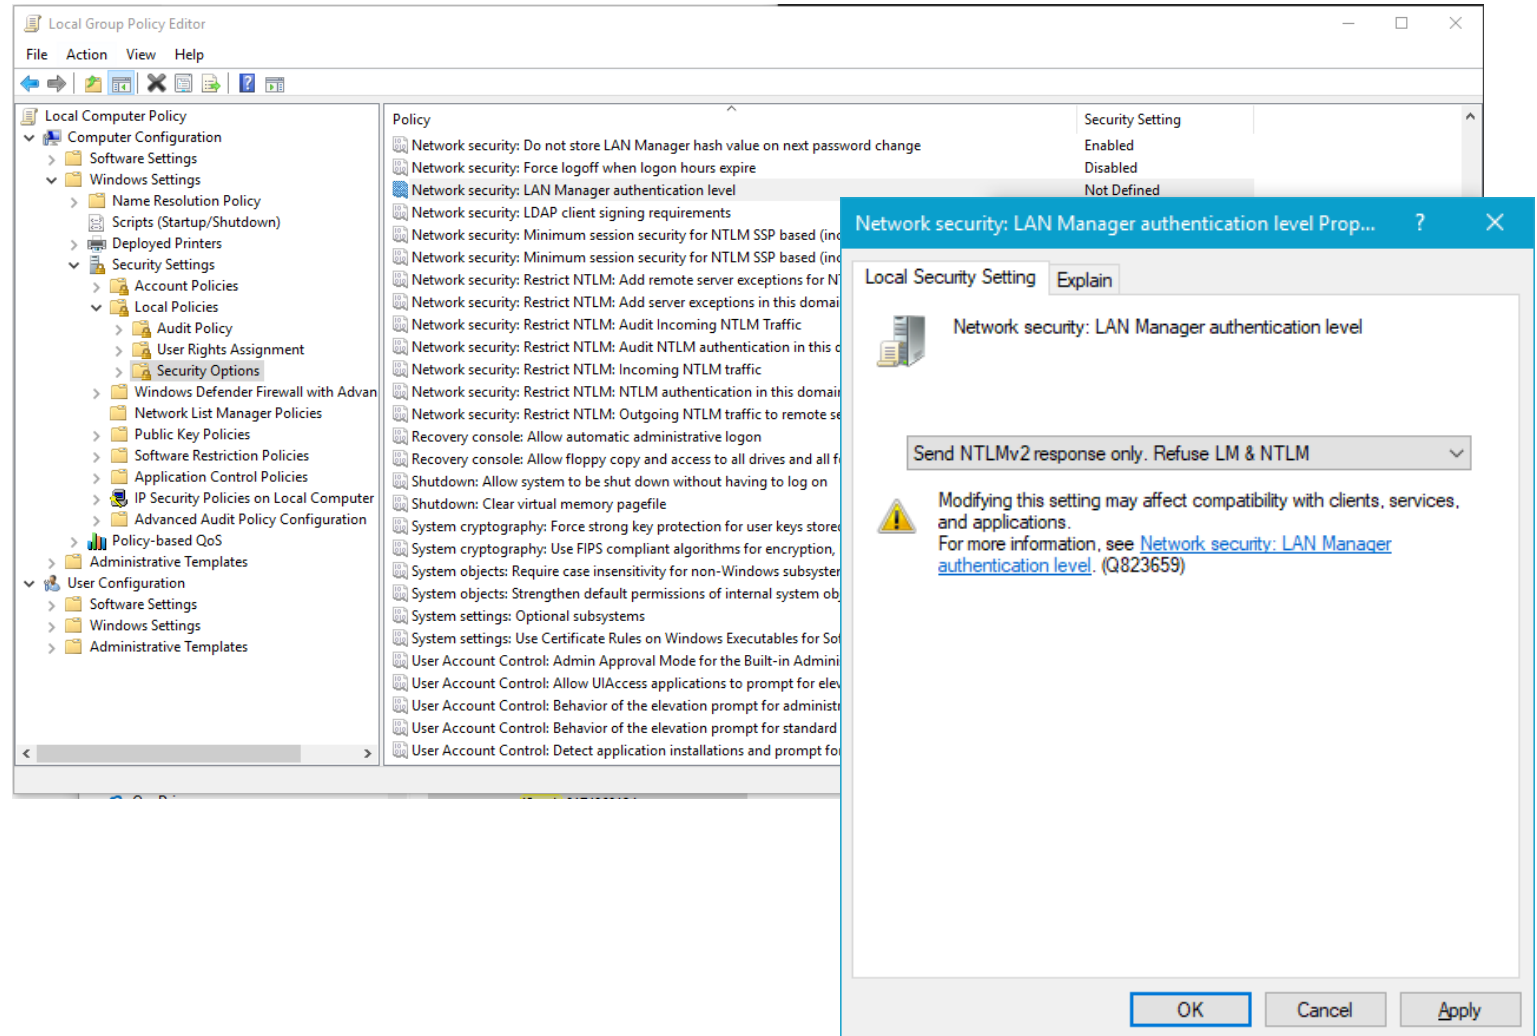 Local Group Policy Editor
File Action View Help
Local Computer Policy
Computer Configuration
Software Settings
Windows Settings
Name Resolution Policy
Scripts (Startup/Shutdown)
Deployed Printers
Security Settings
Account Policies
Local Policies
Audit Policy
User Rights Assignment
Security Options
Windows Defender Firewall with Advan
Network List Manager Policies
Public Key Policies
Software Restriction Policies
Application Control Policies
IP Security Policies on Local Computer
Advanced Audit Policy Configuration
Policy-based QoS
Administrative Templates
User Configuration
Software Settings
Windows Settings
Administrative Templates
Policy Security Setting
Network security: Do not store LAN Manager hash value on next password change Enabled
Network security: Force logoff when logon hours expire Disabled
Network security: LAN Manager authentication level Not Defined
Network security: LDAP client signing requirements
Network security: Minimum session security for NTLM SSP based (inc
Network security: Minimum session security for NTLM SSP based (inc
Network security: Restrict NTLM: Add remote server exceptions for N
Network security: Restrict NTLM: Add server exceptions in this domai
Network security: Restrict NTLM: Audit Incoming NTLM Traffic
Network security: Restrict NTLM: Audit NTLM authentication in this d
Network security: Restrict NTLM: Incoming NTLM traffic
Network security: Restrict NTLM: NTLM authentication in this domai
Network security: Restrict NTLM: Outgoing NTLM traffic to remote se
Recovery console: Allow automatic administrative logon
Recovery console: Allow floppy copy and access to all drives and all f
Shutdown: Allow system to be shut down without having to log on
Shutdown: Clear virtual memory pagefile
System cryptography: Force strong key protection for user keys stored
System cryptography: Use FIPS compliant algorithms for encryption,
System objects: Require case insensitivity for non-Windows subsyster
System objects: Strengthen default permissions of internal system ob
System settings: Optional subsystems
System settings: Use Certificate Rules on Windows Executables for Sof
User Account Control: Admin Approval Mode for the Built-in Admini
User Account Control: Allow UIAccess applications to prompt for elev
User Account Control: Behavior of the elevation prompt for administr
User Account Control: Behavior of the elevation prompt for standard
User Account Control: Detect application installations and prompt fo
Network security: LAN Manager authentication level Prop... ?
Local Security Setting Explain
Network security: LAN Manager authentication level
Send NTLMv2 response only. Refuse LM & NTLM
Modifying this setting may affect compatibility with clients, services,
and applications.
For more information, see Network security: LAN Manager
authentication level. (Q823659)
OK Cancel Apply